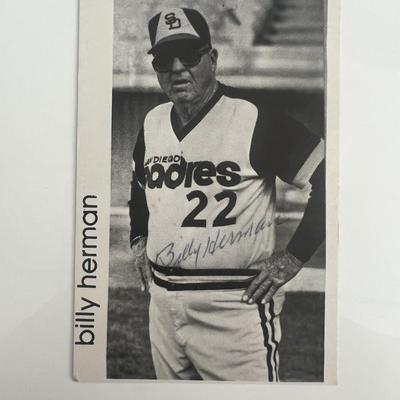 billy herman
SD
SAN DIEGO
padres
22
Billy Herman